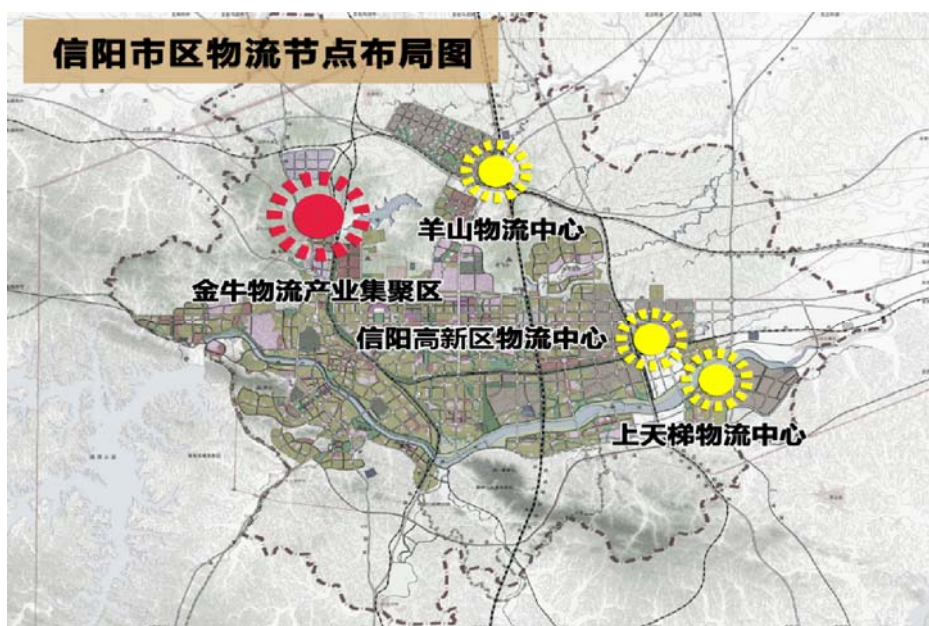 信阳市区物流节点布局图
羊山物流中心
金牛物流产业集聚区
信阳高新区物流中心
上天梯物流中心